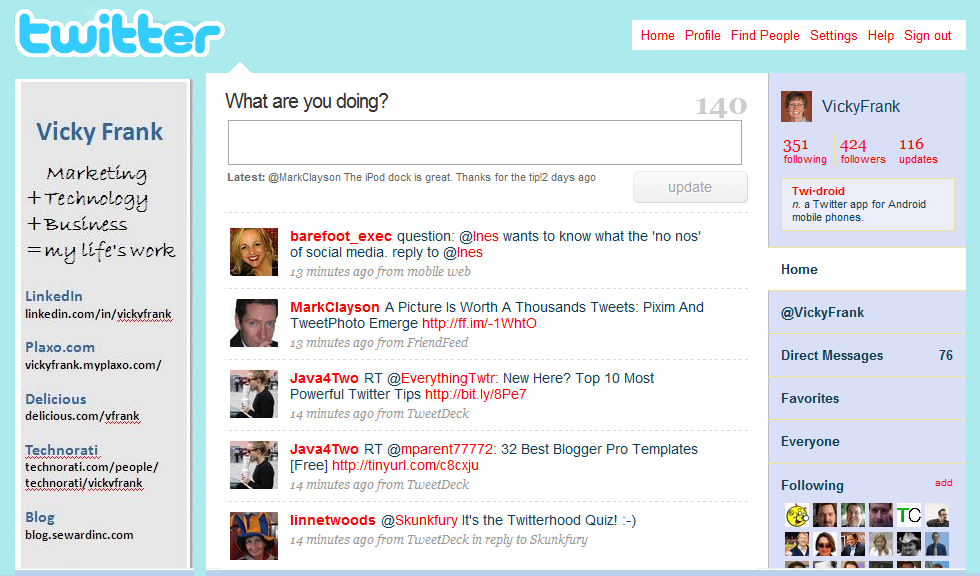 twitter
Home Profile Find People Settings Help Sign out
Vicky Frank
Marketing
+Technology
+Business
=my life's work
LinkedIn
linkedin.com/in/vickyfrank
Plaxo.com
vickyfrank.myplaxo.com/
Delicious
delicious.com/vfrank
Technorati
technorati.com/people/
technorati/vickyfrank
Blog
blog.sewardinc.com
What are you doing?
140
Latest: @MarkClayson The iPod dock is great. Thanks for the tip!2 days ago
update
barefoot_exec question: @Ines wants to know what the 'no nos'
of social media. reply to @Ines
13 minutes ago from mobile web
MarkClayson A Picture Is Worth A Thousands Tweets: Pixim And
TweetPhoto Emerge http://ff.im/-1WhtO
13 minutes ago from FriendFeed
Java4Two RT @EverythingTwtr: New Here? Top 10 Most
Powerful Twitter Tips http://bit.ly/8Pe7
14 minutes ago from TweetDeck
Java4Two RT @mparent77772: 32 Best Blogger Pro Templates
[Free] http://tinyurl.com/c8cxju
14 minutes ago from TweetDeck
linnetwoods @Skunkfury It's the Twitterhood Quiz! :-)
14 minutes ago from TweetDeck in reply to Skunkfury
VickyFrank
351 424 116
following followers updates
Twi·droid
n. a Twitter app for Android
mobile phones.
Home
@VickyFrank
Direct Messages 76
Favorites
Everyone
Following add
TC